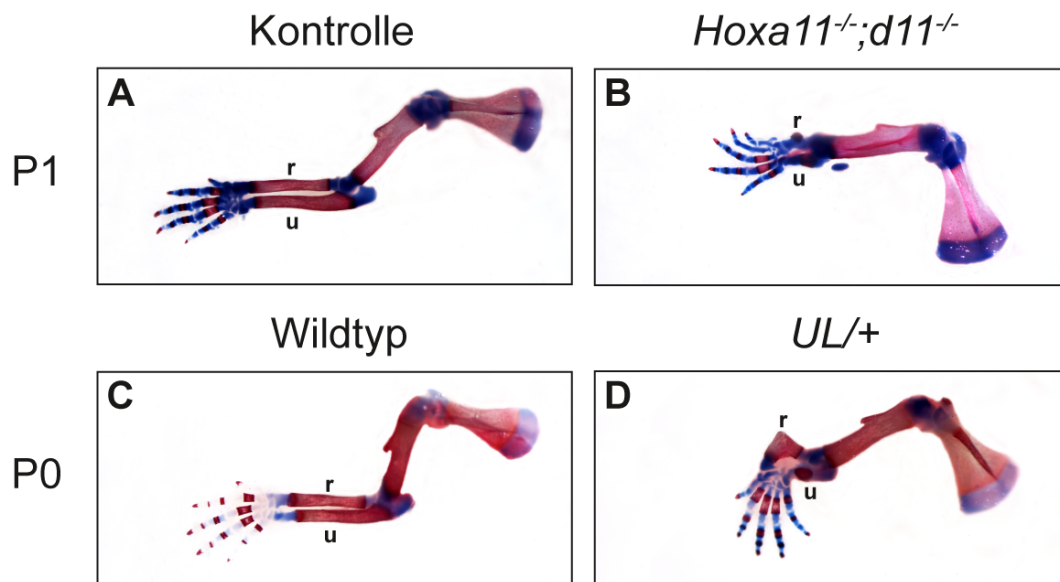 Kontrolle
Hoxa11-/-;d11-/-
P1
A
r
u
B
r
u
Wildtyp
UL/+
P0
C
r
u
D
r
u